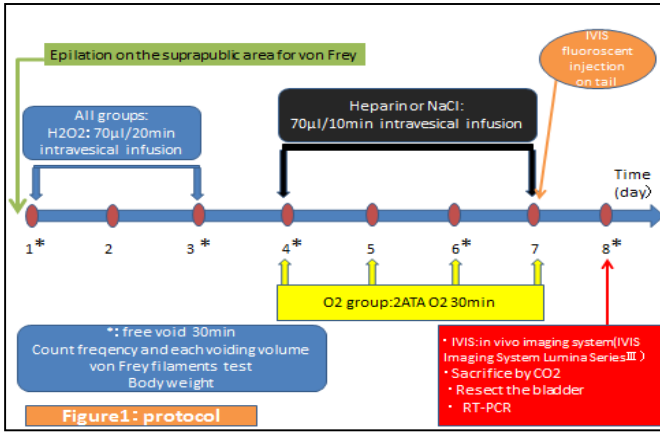 Epilation on the suprapubic area for von Frey
IVIS
fluoroscent
injection
on tail
All groups:
H2O2: 70μl/20min
intravesical infusion
Heparin or NaCl:
70μl/10min intravesical infusion
Time
(day)
1* 2 3* 4* 5 6* 7 8*
O2 group:2ATA O2 30min
*: free void 30min
Count freqency and each voiding volume
von Frey filaments test
Body weight
・IVIS:in vivo imaging system(IVIS
Imaging System Lumina SeriesⅢ)
・Sacrifice by CO2
・Resect the bladder
・RT-PCR
Figure1: protocol